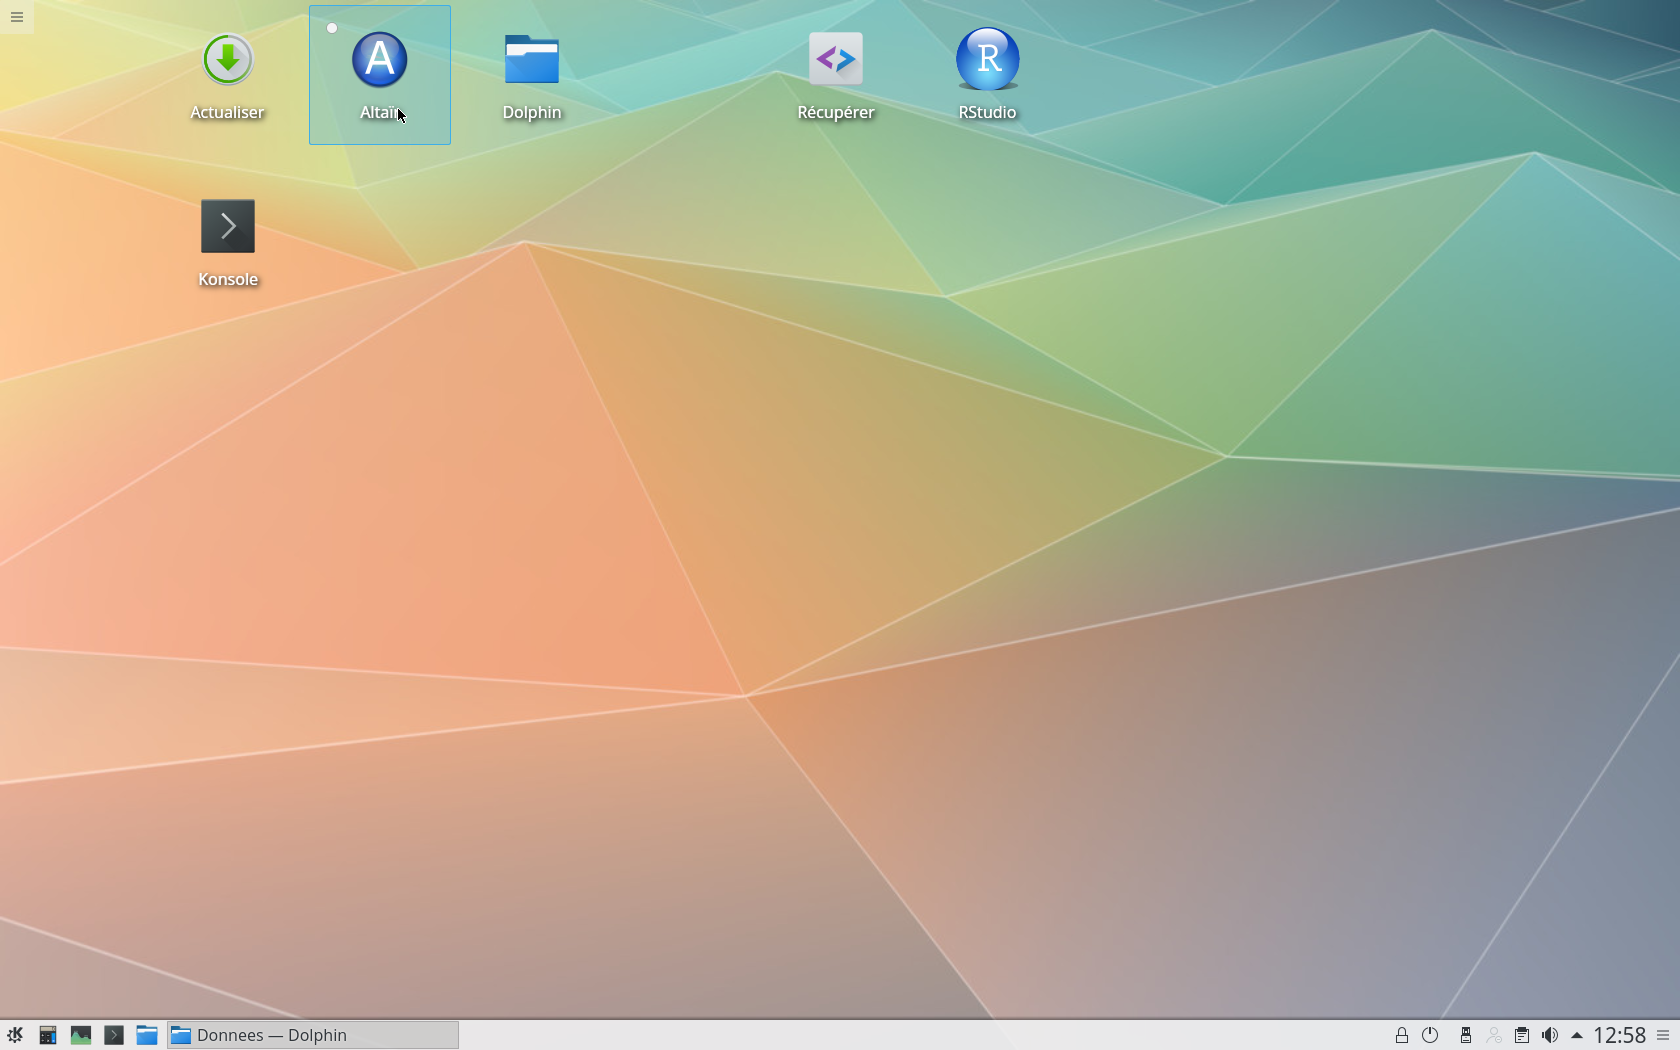 A
R
Actualiser
Altaïr
Dolphin
Récupérer
RStudio
Konsole
Donnees — Dolphin
12:58